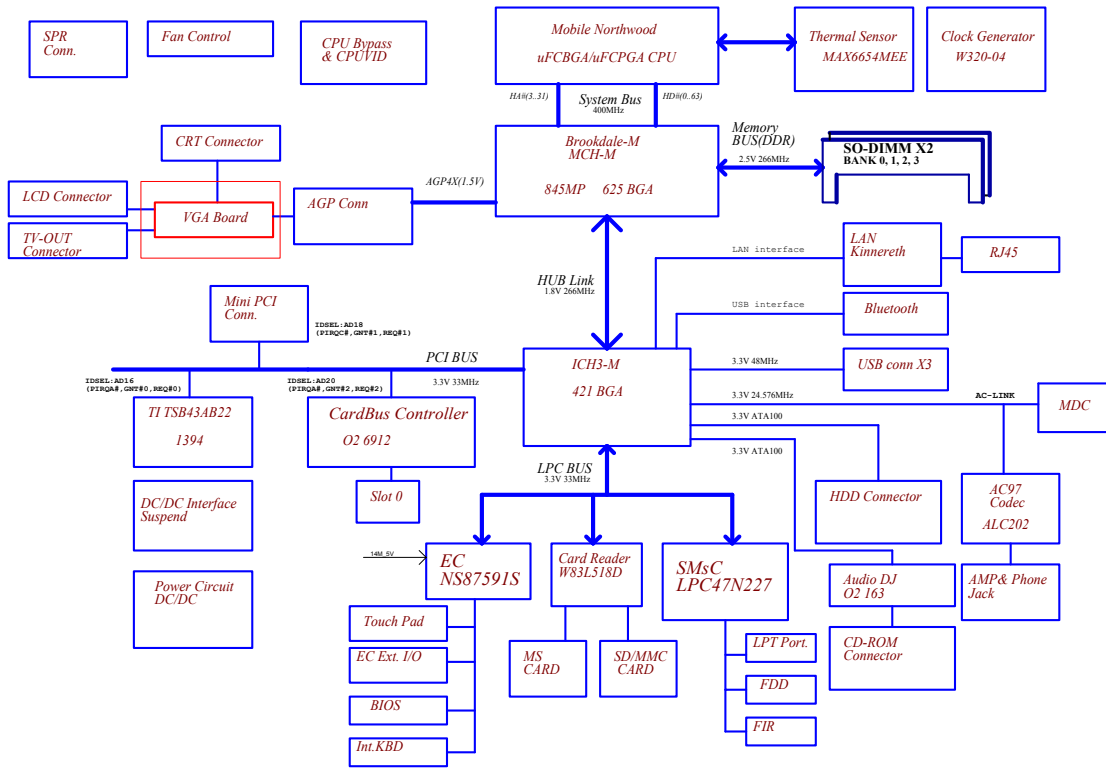 SPR
Conn.
Fan Control
CPU Bypass
& CPUVID
Mobile Northwood
uFCBGA/uFCPGA CPU
Thermal Sensor
MAX6654MEE
Clock Generator
W320-04
HA#(3..31)
System Bus
400MHz
HD#(0..63)
CRT Connector
Brookdale-M
MCH-M
845MP 625 BGA
Memory
BUS(DDR)
2.5V 266MHz
SO-DIMM X2
BANK 0, 1, 2, 3
LCD Connector
TV-OUT
Connector
VGA Board
AGP Conn
AGP4X(1.5V)
LAN interface
LAN
Kinnereth
RJ45
HUB Link
1.8V 266MHz
USB interface
Bluetooth
Mini PCI
Conn.
IDSEL:AD18
(PIRQC#,GNT#1,REQ#1)
PCI BUS
3.3V 33MHz
ICH3-M
421 BGA
3.3V 48MHz
USB conn X3
IDSEL:AD16
(PIRQA#,GNT#0,REQ#0)
IDSEL:AD20
(PIRQA#,GNT#2,REQ#2)
3.3V 24.576MHz
AC-LINK
MDC
3.3V ATA100
3.3V ATA100
TI TSB43AB22
1394
CardBus Controller
O2 6912
Slot 0
LPC BUS
3.3V 33MHz
HDD Connector
AC97
Codec
ALC202
DC/DC Interface
Suspend
14M_5V
EC
NS87591S
Card Reader
W83L518D
SMsC
LPC47N227
Audio DJ
O2 163
AMP& Phone
Jack
Power Circuit
DC/DC
Touch Pad
EC Ext. I/O
BIOS
Int.KBD
MS
CARD
SD/MMC
CARD
LPT Port.
FDD
FIR
CD-ROM
Connector